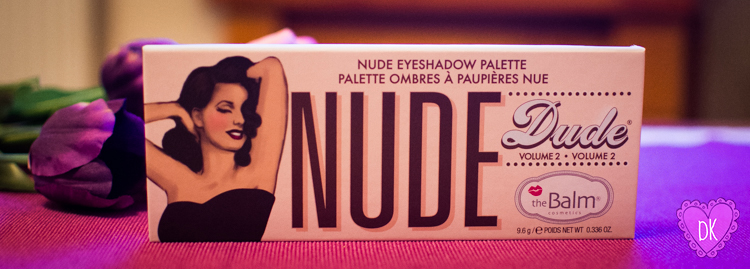 NUDE EYESHADOW PALETTE
PALETTE OMBRES À PAUPIÈRES NUE
NUDE
Dude®
VOLUME 2 • VOLUME 2
theBalm®
cosmetics
9.6 g / ℮ POIDS NET WT. 0.336 OZ.
DK